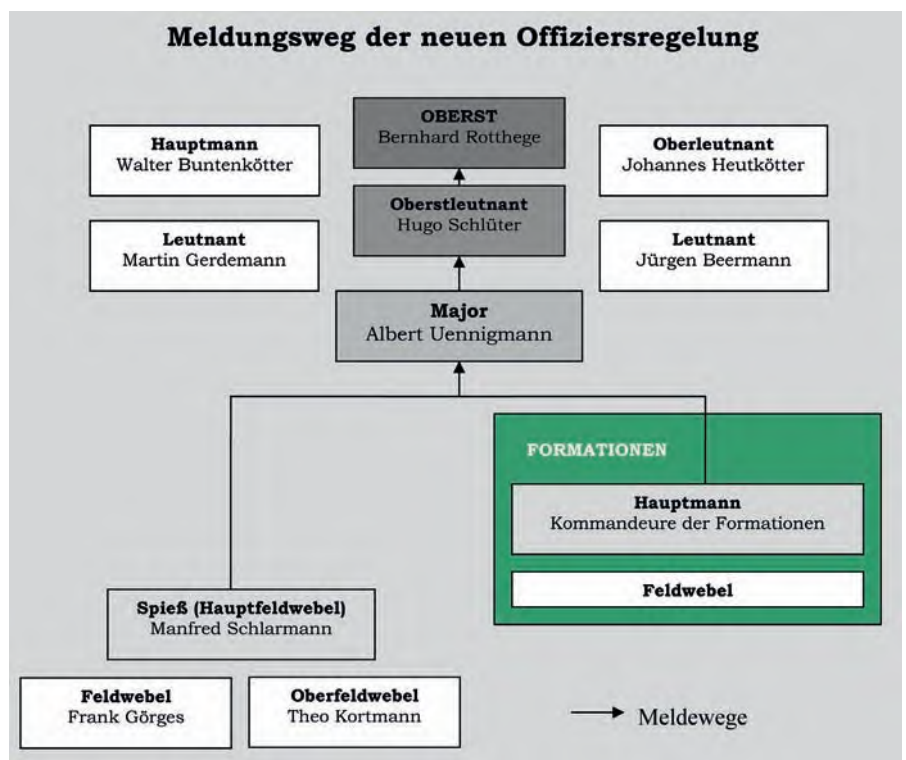 Meldungsweg der neuen Offiziersregelung
OBERST
Bernhard Rotthege
Hauptmann
Walter Buntenkötter
Oberleutnant
Johannes Heutkötter
Oberstleutnant
Hugo Schlüter
Leutnant
Martin Gerdemann
Leutnant
Jürgen Beermann
Major
Albert Uennigmann
FORMATIONEN
Hauptmann
Kommandeure der Formationen
Feldwebel
Spieß (Hauptfeldwebel)
Manfred Schlarmann
Feldwebel
Frank Görges
Oberfeldwebel
Theo Kortmann
Meldewege